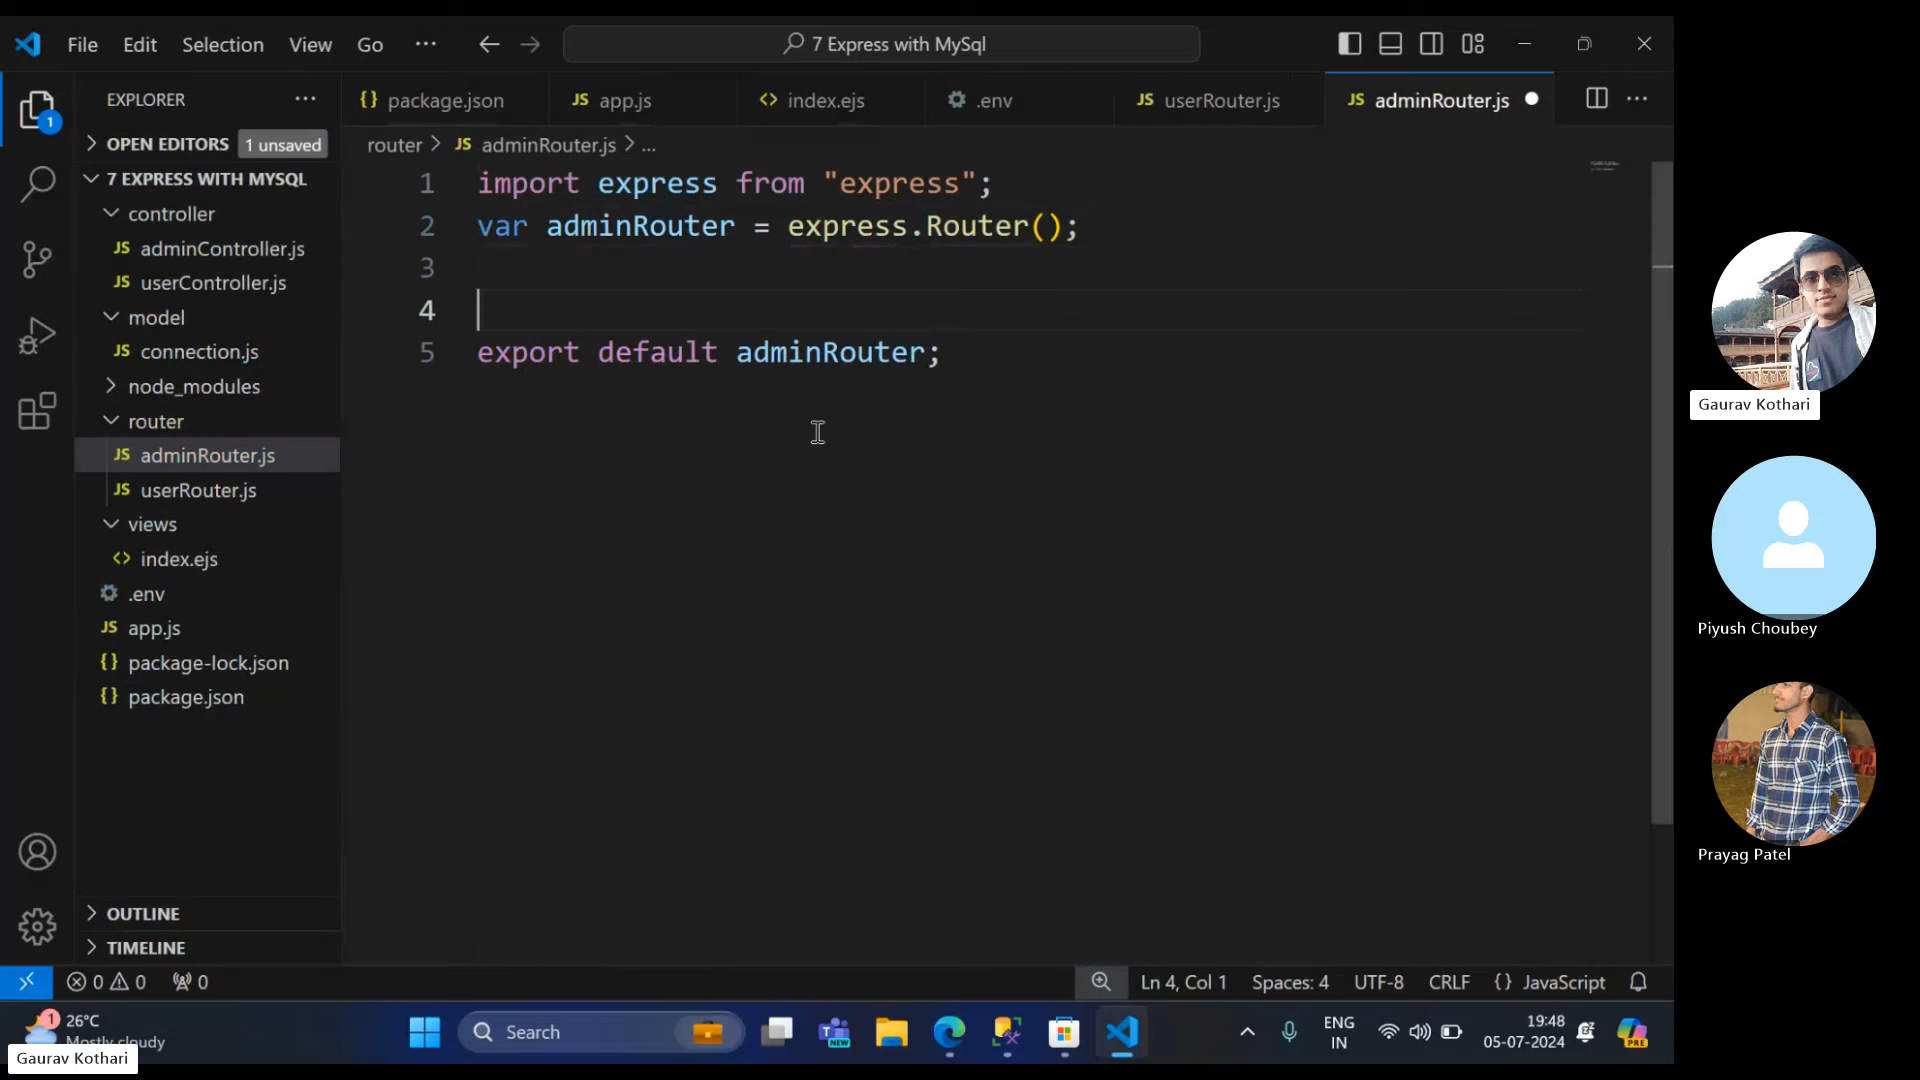 File Edit Selection View Go ...
7 Express with MySql
EXPLORER ...
1
OPEN EDITORS 1 unsaved
7 EXPRESS WITH MYSQL
controller
JS adminController.js
JS userController.js
model
JS connection.js
node_modules
router
JS adminRouter.js
JS userRouter.js
views
<> index.ejs
.env
JS app.js
{} package-lock.json
{} package.json
OUTLINE
TIMELINE
{} package.json
JS app.js
<> index.ejs
.env
JS userRouter.js
JS adminRouter.js
router > JS adminRouter.js > ...
1 import express from "express";
2 var adminRouter = express.Router();
3
4
5 export default adminRouter;
0 0 0
Ln 4, Col 1 Spaces: 4 UTF-8 CRLF {} JavaScript
1 26°C
Mostly cloudy
Search
NEW
ENG
IN
19:48
05-07-2024
PRE
Gaurav Kothari
Gaurav Kothari
Piyush Choubey
Prayag Patel